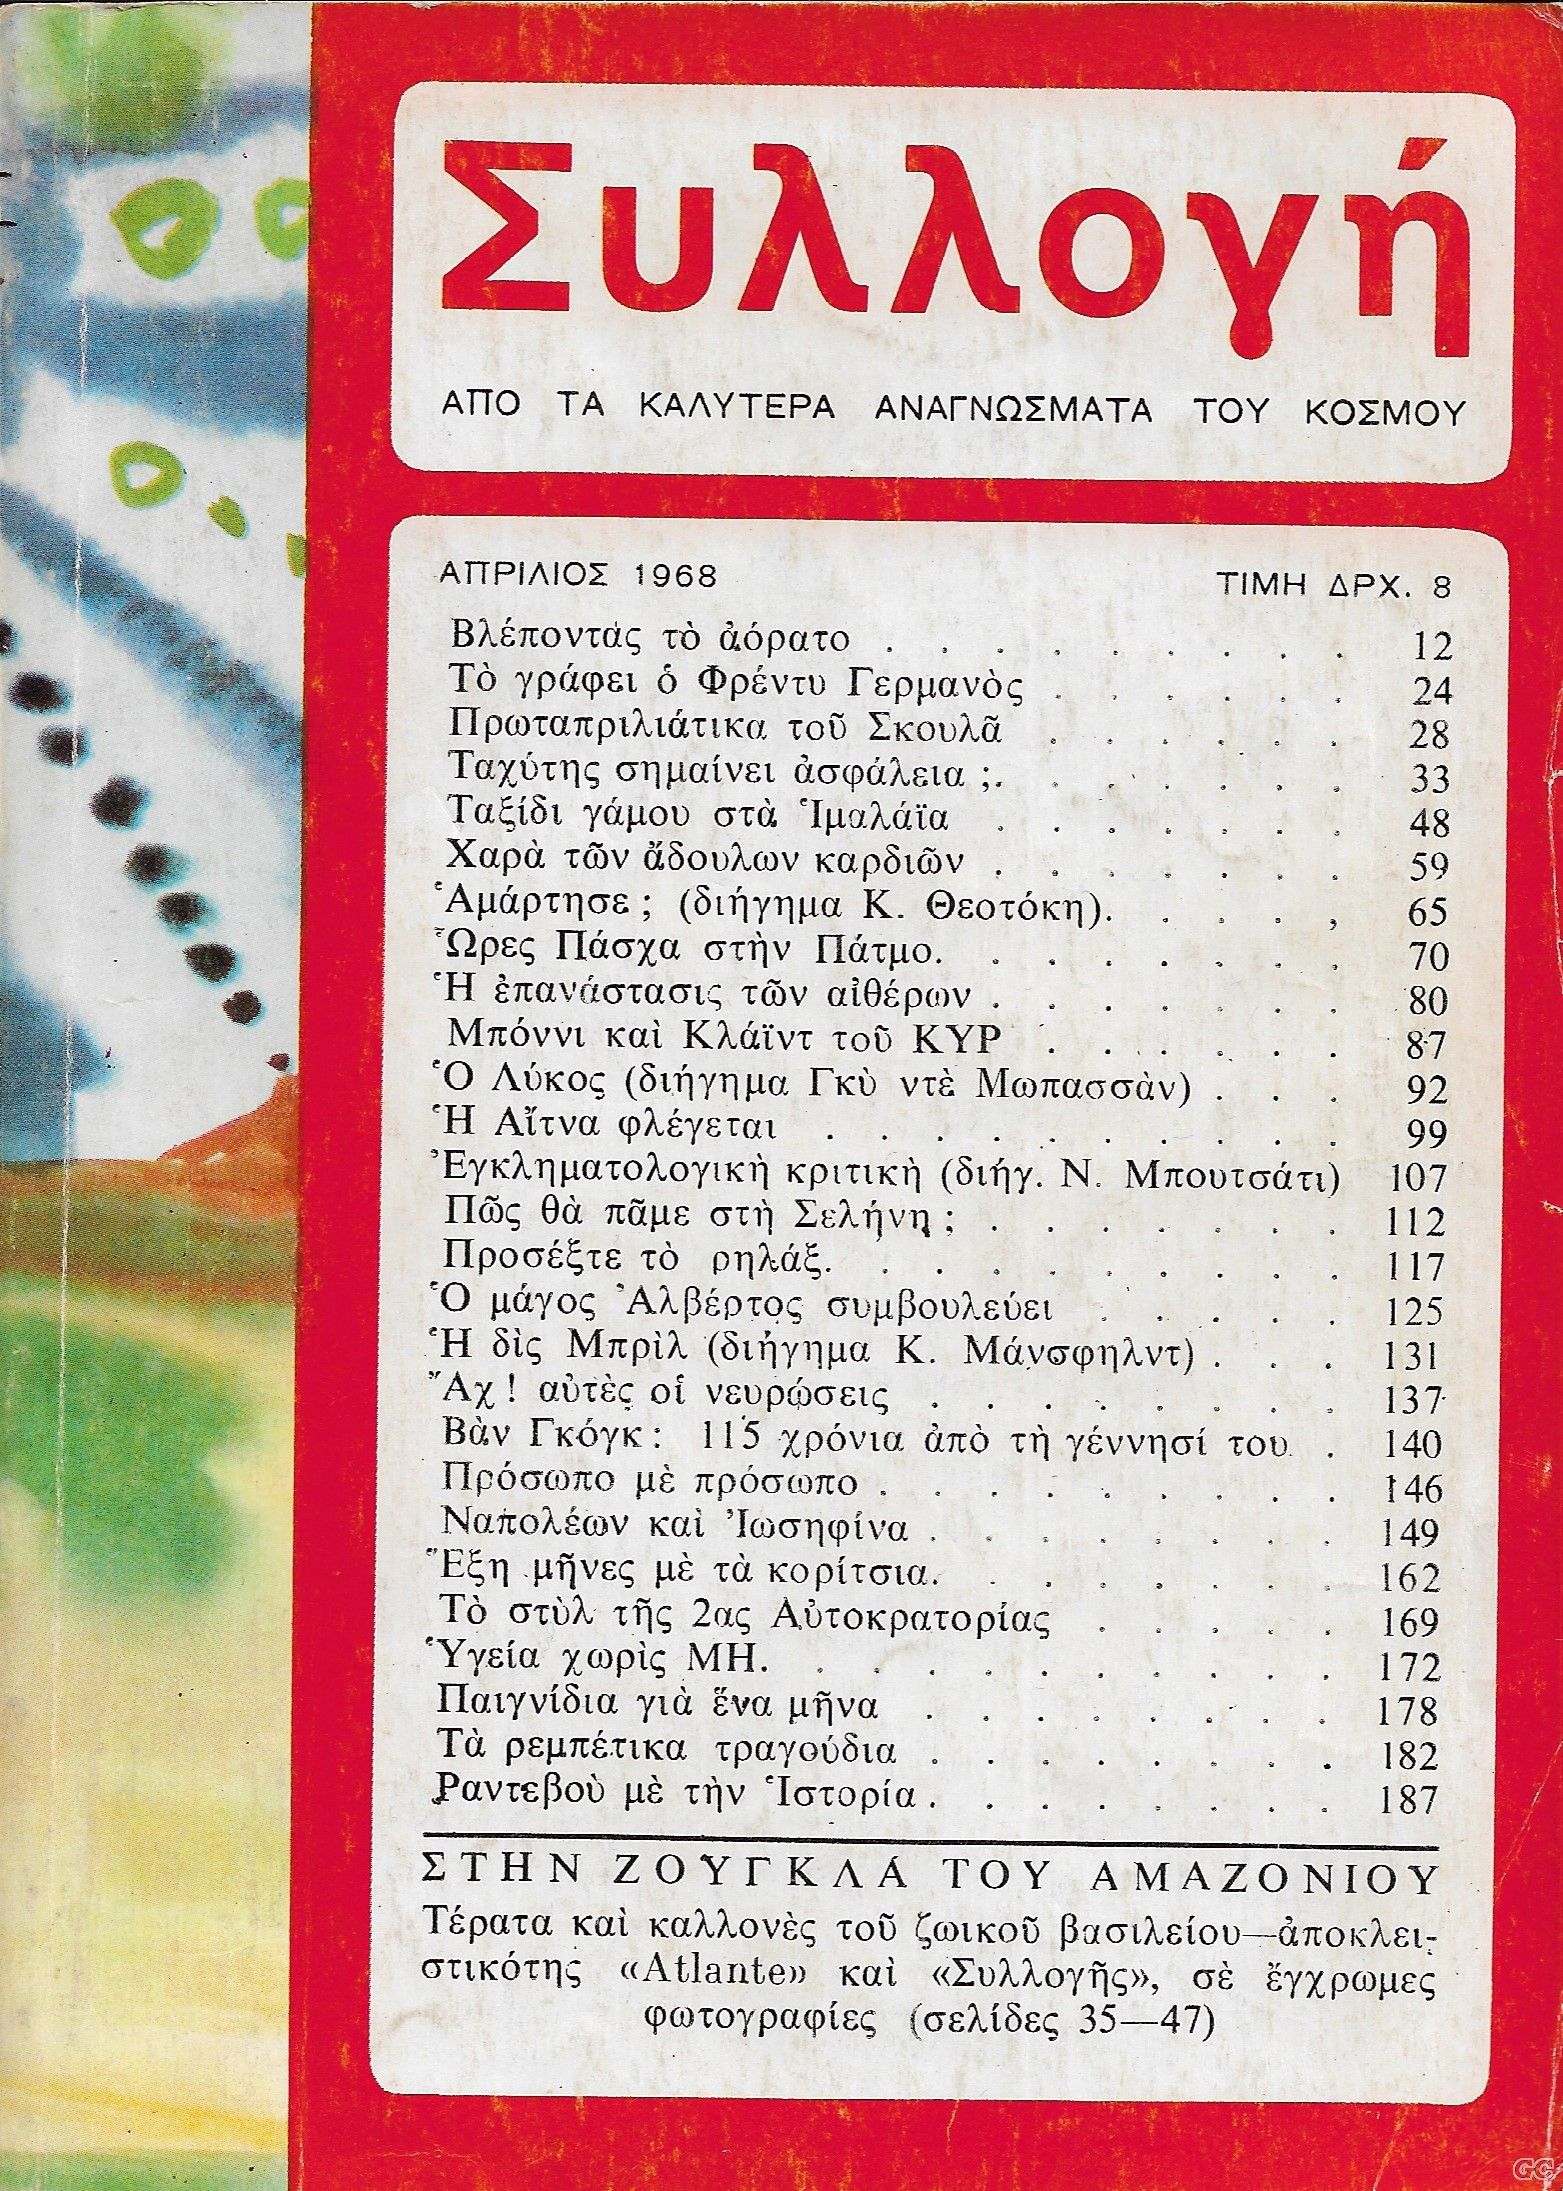 Συλλογή
ΑΠΟ ΤΑ ΚΑΛΥΤΕΡΑ ΑΝΑΓΝΩΣΜΑΤΑ ΤΟΥ ΚΟΣΜΟΥ
ΑΠΡΙΛΙΟΣ 1968 ΤΙΜΗ ΔΡΧ. 8
Βλέποντας τὸ ἀόρατο . . . . . . . . . 12
Τὸ γράφει ὁ Φρέντυ Γερμανὸς . . . . . . 24
Πρωταπριλιάτικα τοῦ Σκουλᾶ . . . . . . 28
Ταχύτης σημαίνει ἀσφάλεια ;. . . . . . . 33
Ταξίδι γάμου στὰ Ἱμαλάϊα . . . . . . . 48
Χαρὰ τῶν ἄδουλων καρδιῶν . . . . . . . 59
Ἁμάρτησε ; (διήγημα Κ. Θεοτόκη). . . . , 65
Ὧρες Πάσχα στὴν Πάτμο. . . . . . . . 70
Ἡ ἐπανάστασις τῶν αἰθέρων . . . . . . . 80
Μπόννι καὶ Κλάϊντ τοῦ ΚΥΡ . . . . . . 87
Ὁ Λύκος (διήγημα Γκὺ ντὲ Μωπασσὰν) . . . 92
Ἡ Αἴτνα φλέγεται . . . . . . . . . . 99
Ἐγκληματολογικὴ κριτικὴ (διήγ. Ν. Μπουτσάτι) 107
Πῶς θὰ πᾶμε στὴ Σελήνη ; . . . . . . . 112
Προσέξτε τὸ ρηλάξ. . . . . . . . . . 117
Ὁ μάγος Ἀλβέρτος συμβουλεύει . . . . . 125
Ἡ δὶς Μπρὶλ (διήγημα Κ. Μάνσφηλντ) . . . 131
Ἄχ ! αὐτὲς οἱ νευρώσεις . . . . . . . . 137
Βὰν Γκόγκ : 115 χρόνια ἀπὸ τὴ γέννησί του . 140
Πρόσωπο μὲ πρόσωπο . . . . . . . . . 146
Ναπολέων καὶ Ἰωσηφίνα . . . . . . . . 149
Ἕξη μῆνες μὲ τὰ κορίτσια. . . . . . . . 162
Τὸ στὺλ τῆς 2ας Αὐτοκρατορίας . . . . . 169
Ὑγεία χωρὶς ΜΗ. . . . . . . . . . . 172
Παιγνίδια γιὰ ἕνα μῆνα . . . . . . . . 178
Τὰ ρεμπέτικα τραγούδια . . . . . . . . 182
Ραντεβοὺ μὲ τὴν Ἱστορία . . . . . . . . 187
ΣΤΗΝ ΖΟΥΓΚΛΑ ΤΟΥ ΑΜΑΖΟΝΙΟΥ
Τέρατα καὶ καλλονὲς τοῦ ζωικοῦ βασιλείου—ἀποκλει-
στικότης «Atlante» καὶ «Συλλογῆς», σὲ ἔγχρωμες
φωτογραφίες (σελίδες 35—47)
GC